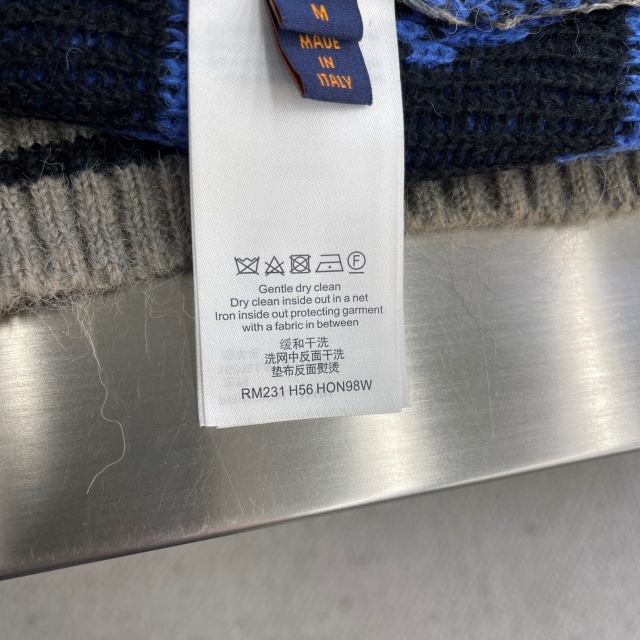 M
MADE
IN
ITALY
Gentle dry clean
Dry clean inside out in a net
Iron inside out protecting garment
with a fabric in between
缓和干洗
洗网中反面干洗
垫布反面熨烫
RM231 H56 HON98W